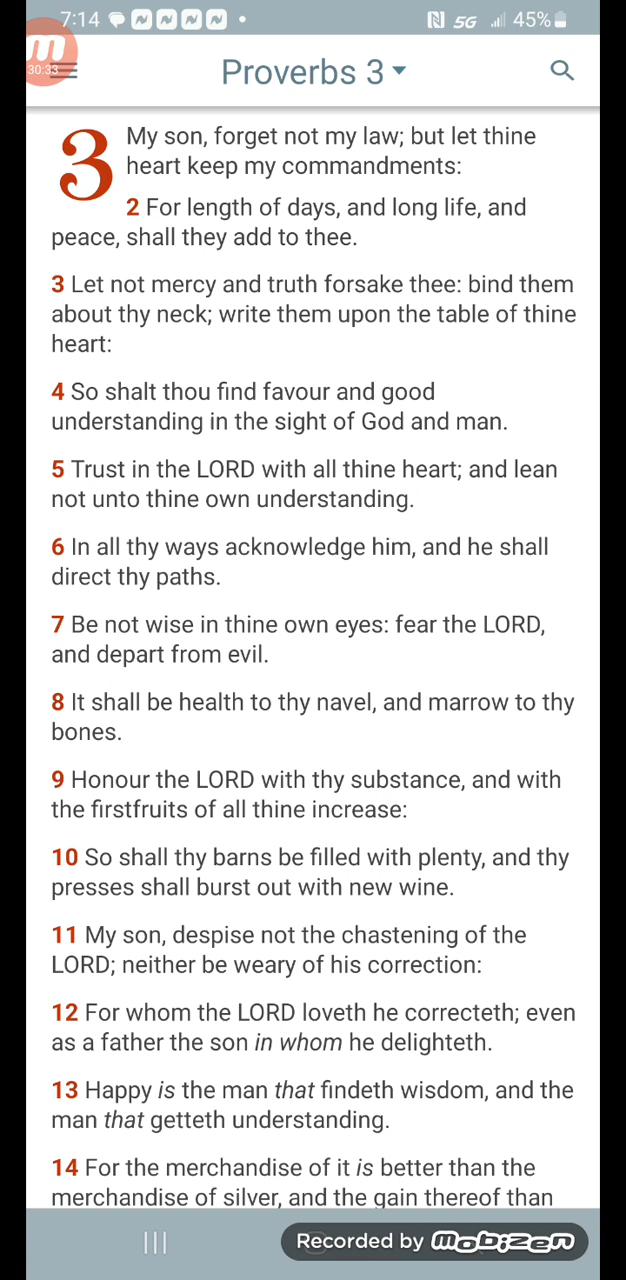 7:14
5G
45%
30:33
Proverbs 3
3 My son, forget not my law; but let thine
heart keep my commandments:
2 For length of days, and long life, and
peace, shall they add to thee.
3 Let not mercy and truth forsake thee: bind them
about thy neck; write them upon the table of thine
heart:
4 So shalt thou find favour and good
understanding in the sight of God and man.
5 Trust in the LORD with all thine heart; and lean
not unto thine own understanding.
6 In all thy ways acknowledge him, and he shall
direct thy paths.
7 Be not wise in thine own eyes: fear the LORD,
and depart from evil.
8 It shall be health to thy navel, and marrow to thy
bones.
9 Honour the LORD with thy substance, and with
the firstfruits of all thine increase:
10 So shall thy barns be filled with plenty, and thy
presses shall burst out with new wine.
11 My son, despise not the chastening of the
LORD; neither be weary of his correction:
12 For whom the LORD loveth he correcteth; even
as a father the son in whom he delighteth.
13 Happy is the man that findeth wisdom, and the
man that getteth understanding.
14 For the merchandise of it is better than the
merchandise of silver, and the gain thereof than
Recorded by mobizen